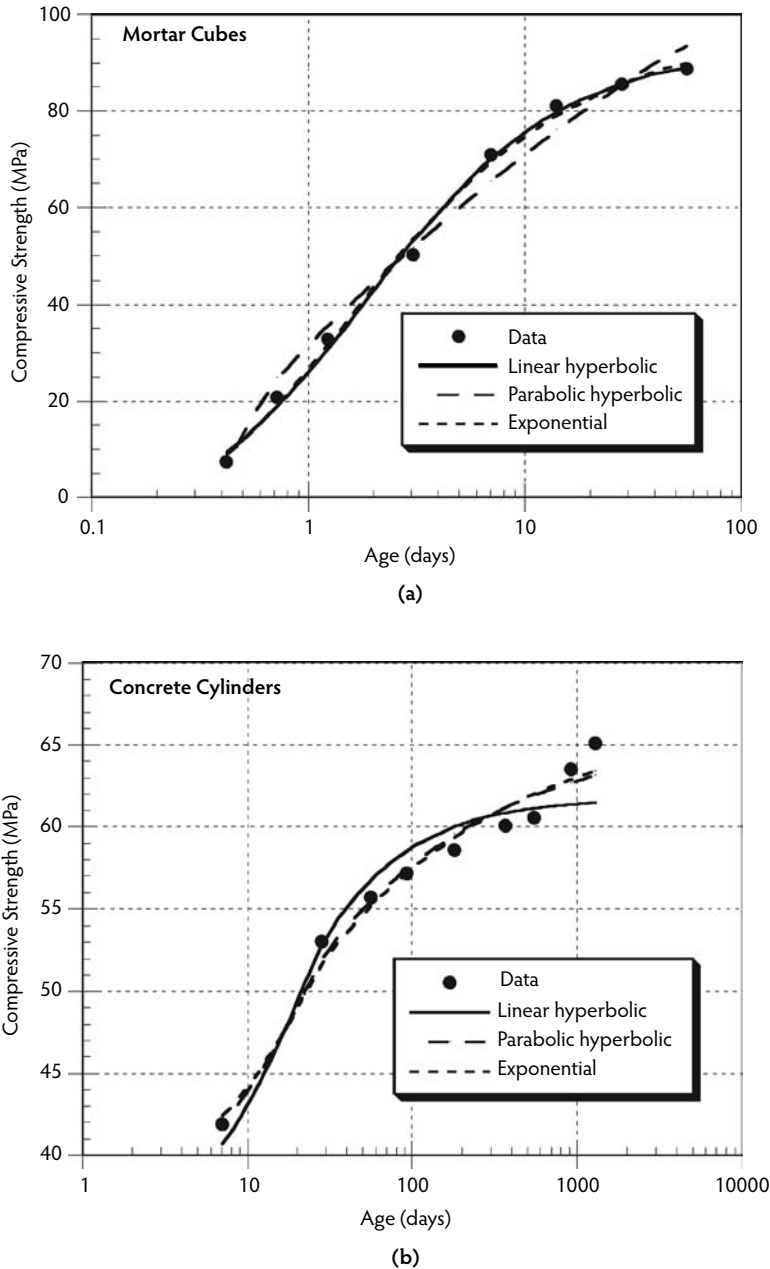 Mortar Cubes
100
80
60
40
20
0
Compressive Strength (MPa)
Data
Linear hyperbolic
Parabolic hyperbolic
Exponential
0.1 1 10 100
Age (days)
(a)
Concrete Cylinders
70
65
60
55
50
45
40
Compressive Strength (MPa)
Data
Linear hyperbolic
Parabolic hyperbolic
Exponential
1 10 100 1000 10000
Age (days)
(b)